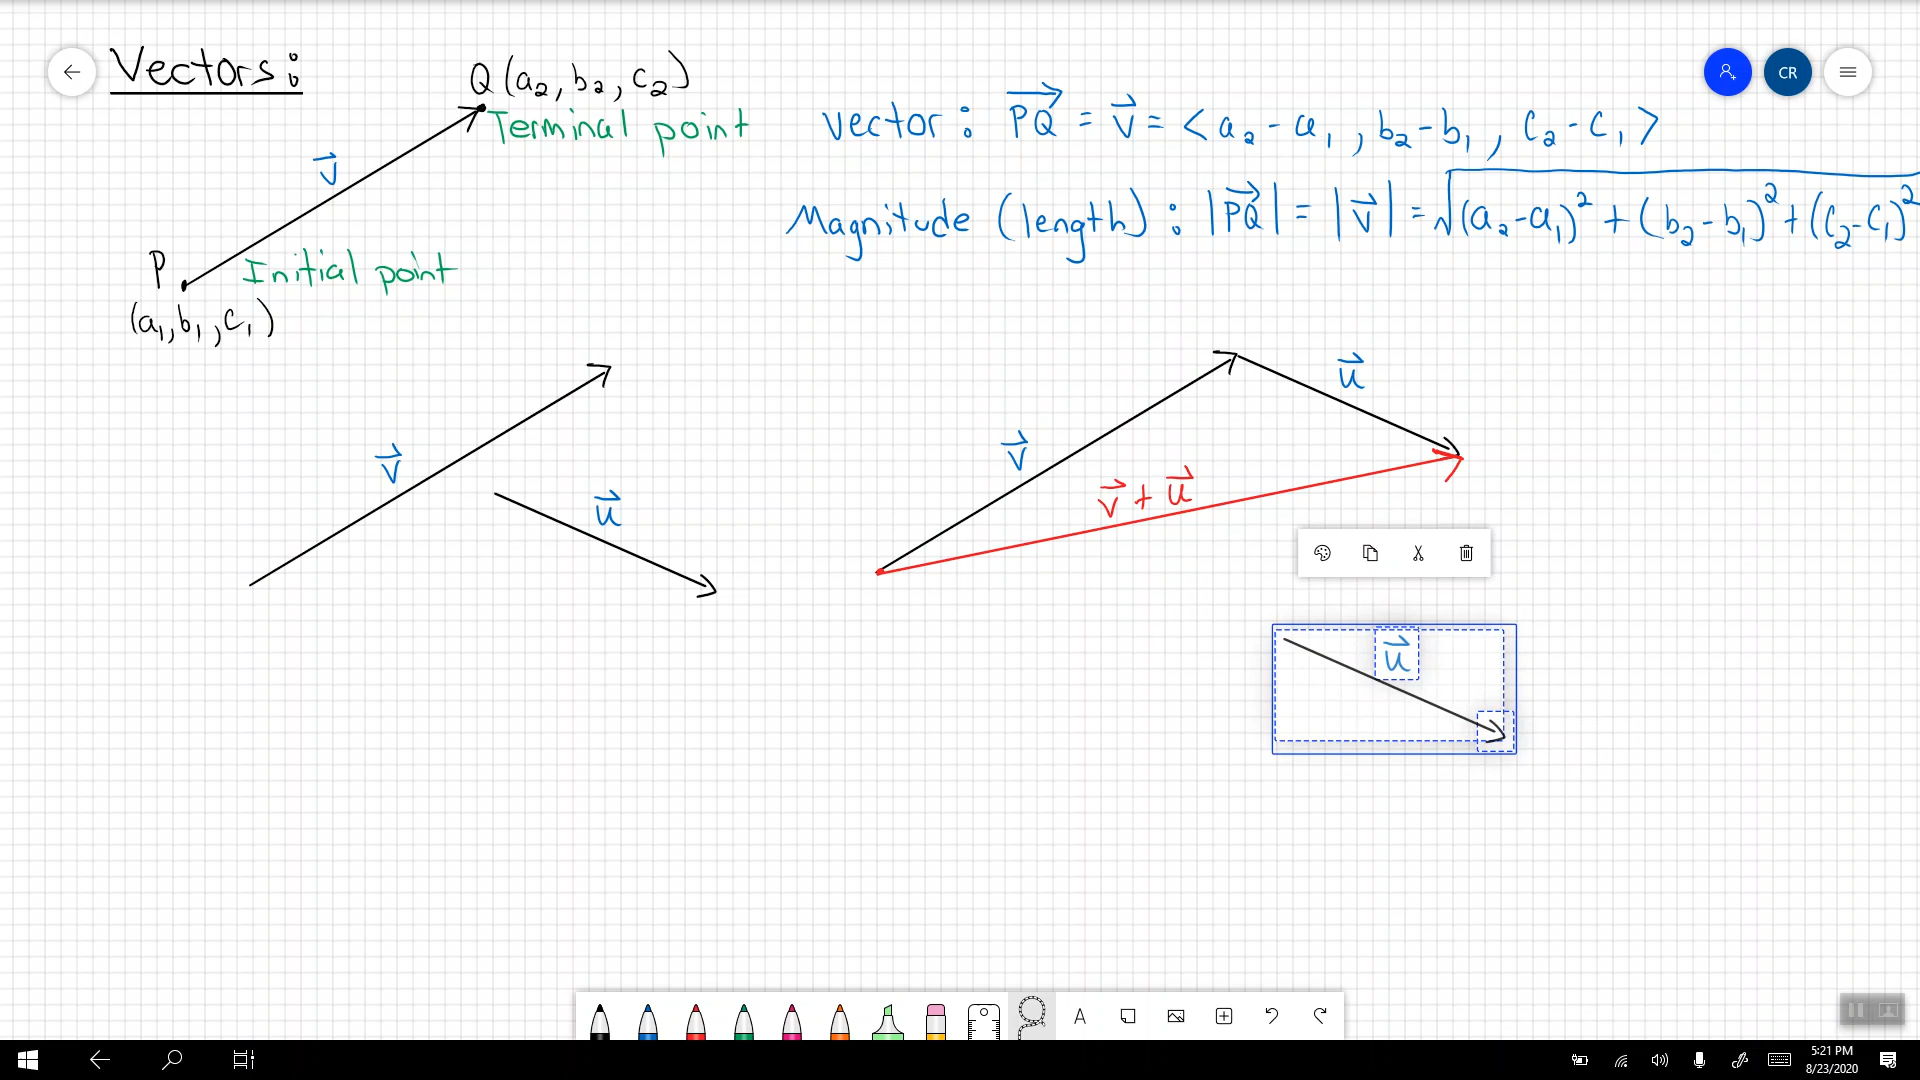 Vectors:
Q (a₂, b₂, c₂)
Terminal point
v⃗
P
Initial point
(a₁, b₁, c₁)
vector: P͞Q⃗ = v⃗ = < a₂ - a₁, b₂ - b₁, c₂ - c₁ >
Magnitude (length): |PQ⃗| = |v⃗| = √(a₂ - a₁)² + (b₂ - b₁)² + (c₂ - c₁)²
v⃗
u⃗
v⃗
u⃗
v⃗ + u⃗
u⃗
CR
A
5:21 PM
8/23/2020